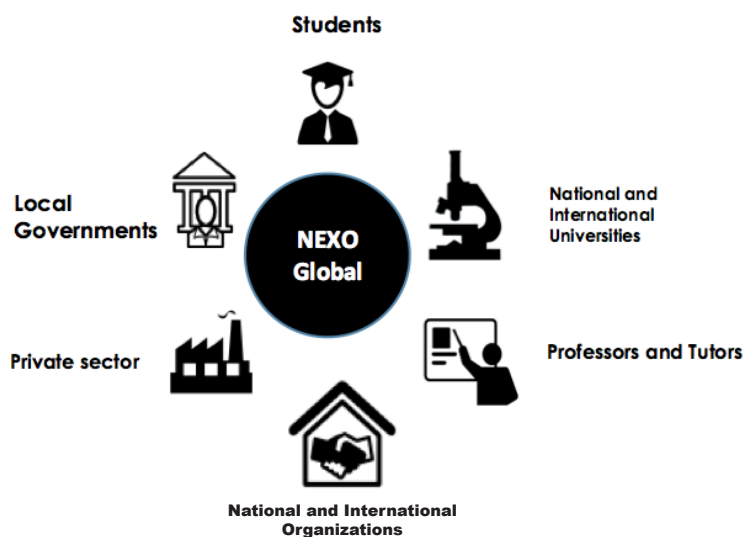 Students
Local
Governments
NEXO
Global
National and
International
Universities
Private sector
Professors and Tutors
National and International
Organizations